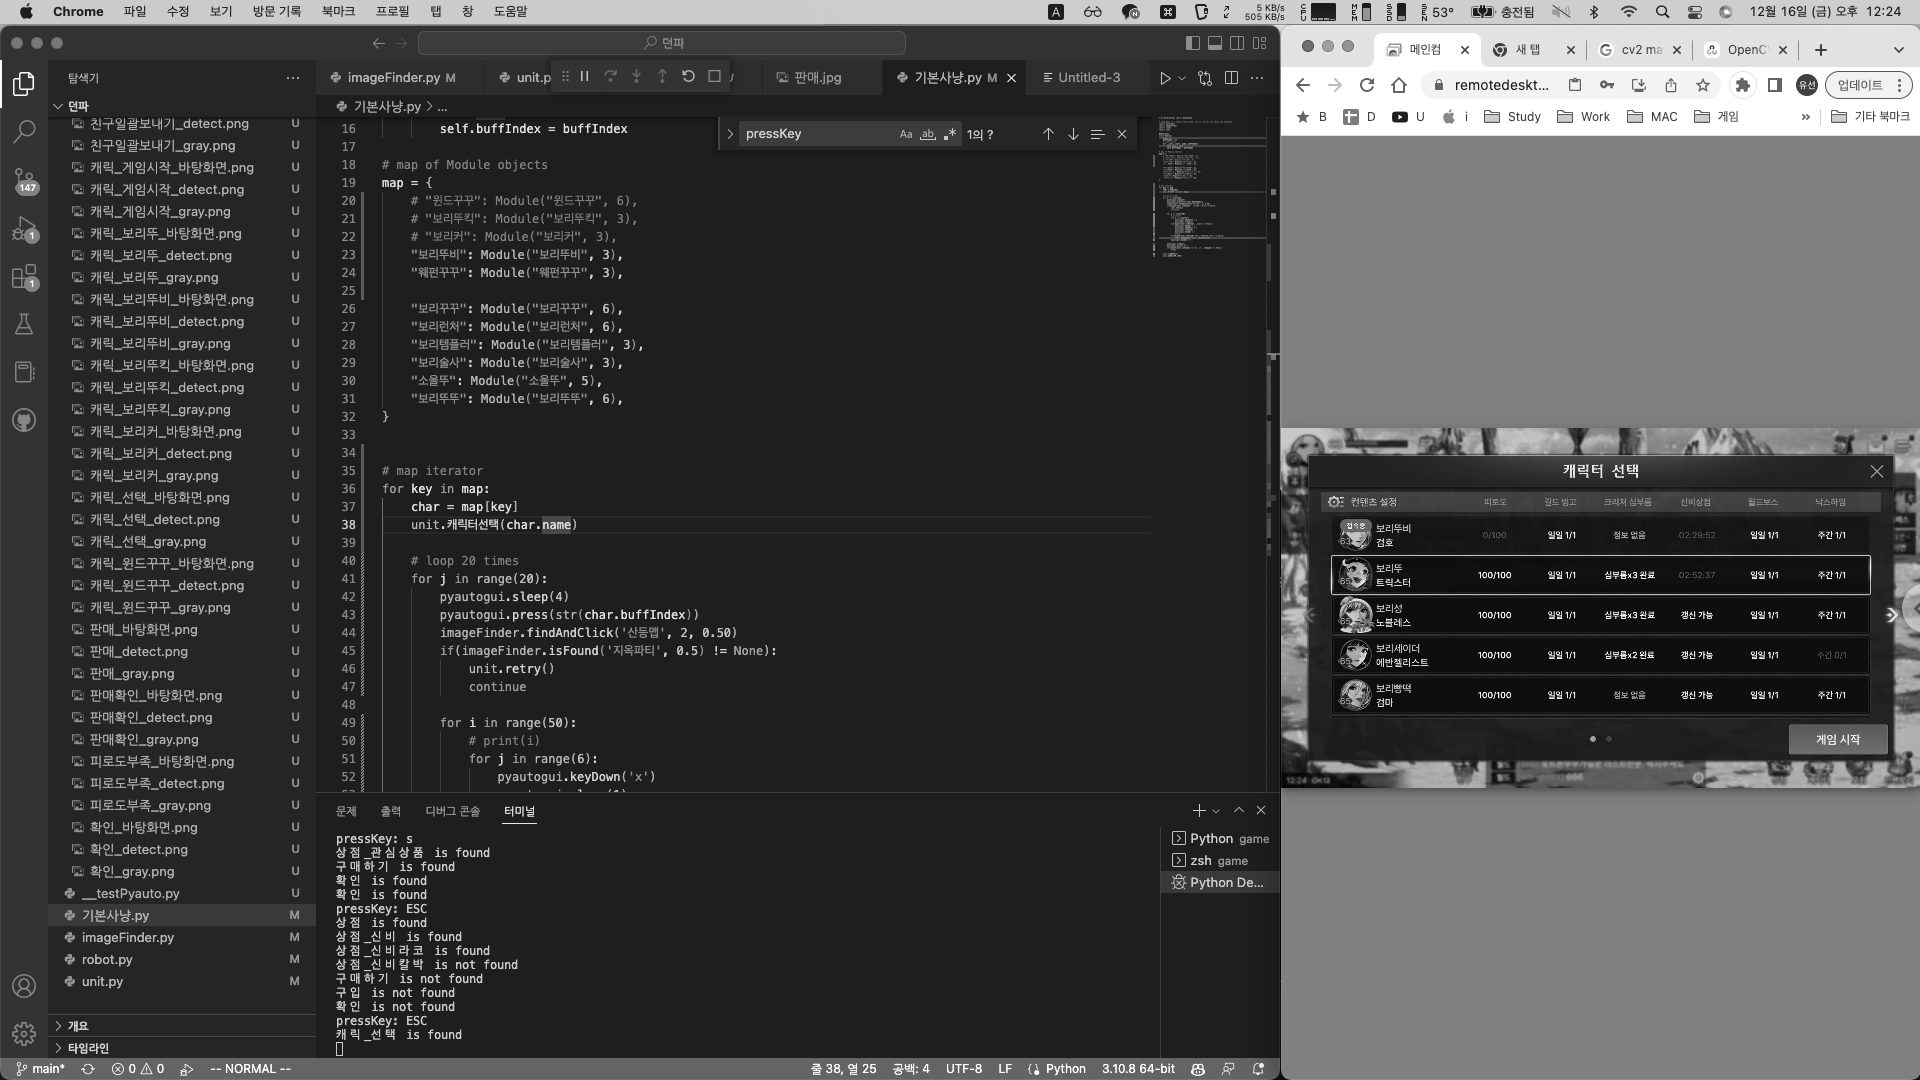 Chrome 파일 수정 보기 방문 기록 북마크 프로필 탭 창 도움말
5 KB/s
505 KB/s
53° 충전됨 12월 16일 (금) 오후 12:24
던파
탐색기
던파
친구일괄보내기_detect.png U
친구일괄보내기_gray.png U
캐릭_게임시작_바탕화면.png U
캐릭_게임시작_detect.png U
캐릭_게임시작_gray.png U
캐릭_보리뚜_바탕화면.png U
캐릭_보리뚜_detect.png U
캐릭_보리뚜_gray.png U
캐릭_보리뚜비_바탕화면.png U
캐릭_보리뚜비_detect.png U
캐릭_보리뚜비_gray.png U
캐릭_보리뚜킥_바탕화면.png U
캐릭_보리뚜킥_detect.png U
캐릭_보리뚜킥_gray.png U
캐릭_보리커_바탕화면.png U
캐릭_보리커_detect.png U
캐릭_보리커_gray.png U
캐릭_선택_바탕화면.png U
캐릭_선택_detect.png U
캐릭_선택_gray.png U
캐릭_윈드꾸꾸_바탕화면.png U
캐릭_윈드꾸꾸_detect.png U
캐릭_윈드꾸꾸_gray.png U
판매_바탕화면.png U
판매_detect.png U
판매_gray.png U
판매확인_바탕화면.png U
판매확인_detect.png U
판매확인_gray.png U
피로도부족_바탕화면.png U
피로도부족_detect.png U
피로도부족_gray.png U
확인_바탕화면.png U
확인_detect.png U
확인_gray.png U
__testPyauto.py U
기본사냥.py M
imageFinder.py M
robot.py M
unit.py M
개요
타임라인
147
1
1
imageFinder.py M unit.p 판매.jpg 기본사냥.py M Untitled-3
기본사냥.py > ...
pressKey Aa ab 1의 ?
16 self.buffIndex = buffIndex
17
18 # map of Module objects
19 map = {
20 # "윈드꾸꾸": Module("윈드꾸꾸", 6),
21 # "보리뚜킥": Module("보리뚜킥", 3),
22 # "보리커": Module("보리커", 3),
23 "보리뚜비": Module("보리뚜비", 3),
24 "웨펀꾸꾸": Module("웨펀꾸꾸", 3),
25
26 "보리꾸꾸": Module("보리꾸꾸", 6),
27 "보리런처": Module("보리런처", 6),
28 "보리템플러": Module("보리템플러", 3),
29 "보리술사": Module("보리술사", 3),
30 "소울뚜": Module("소울뚜", 5),
31 "보리뚜뚜": Module("보리뚜뚜", 6),
32 }
33
34
35 # map iterator
36 for key in map:
37 char = map[key]
38 unit.캐릭터선택(char.name)
39
40 # loop 20 times
41 for j in range(20):
42 pyautogui.sleep(4)
43 pyautogui.press(str(char.buffIndex))
44 imageFinder.findAndClick('산등맵', 2, 0.50)
45 if(imageFinder.isFound('지옥파티', 0.5) != None):
46 unit.retry()
47 continue
48
49 for i in range(50):
50 # print(i)
51 for j in range(6):
52 pyautogui.keyDown('x')
문제 출력 디버그 콘솔 터미널
pressKey: s
상점_관심상품 is found
구매하기 is found
확인 is found
확인 is found
pressKey: ESC
상점 is found
상점_신비 is found
상점_신비라코 is found
상점_신비칼박 is not found
구매하기 is not found
구입 is not found
확인 is not found
pressKey: ESC
캐릭_선택 is found
Python game
zsh game
Python De...
main* 0 0 -- NORMAL -- 줄 38, 열 25 공백: 4 UTF-8 LF Python 3.10.8 64-bit
메인컴 새 탭 cv2 ma OpenC
remotedeskt... 유선 업데이트
B D U i Study Work MAC 게임 » 기타 북마크
캐릭터 선택
컨텐츠 설정 피로도 길드 빙고 크리처 심부름 신비상점 월드보스 낙스하임
접속중 보리뚜비 0/100 일일 1/1 정보 없음 02:29:52 일일 1/1 주간 1/1
63 검호
보리뚜 100/100 일일 1/1 심부름x3 완료 02:52:37 일일 1/1 주간 1/1
65 트릭스터
보리성 100/100 일일 1/1 심부름x3 완료 갱신 가능 일일 1/1 주간 1/1
65 노블레스
보리세이더 100/100 일일 1/1 심부름x2 완료 갱신 가능 일일 1/1 주간 0/1
65 에반젤리스트
보리빵떡 100/100 일일 1/1 정보 없음 갱신 가능 일일 1/1 주간 1/1
65 검마
게임 시작
12:24 CH.12
666